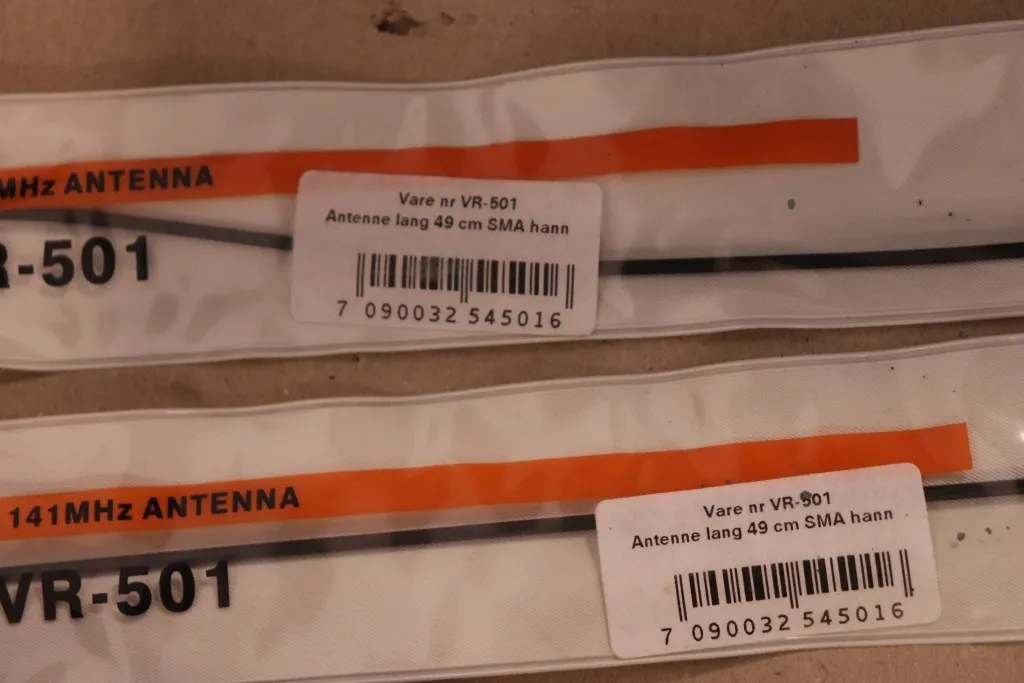 MHz ANTENNA
R-501
Vare nr VR-501
Antenne lang 49 cm SMA hann
7 090032 545016
141MHz ANTENNA
VR-501
Vare nr VR-501
Antenne lang 49 cm SMA hann
7 090032 545016